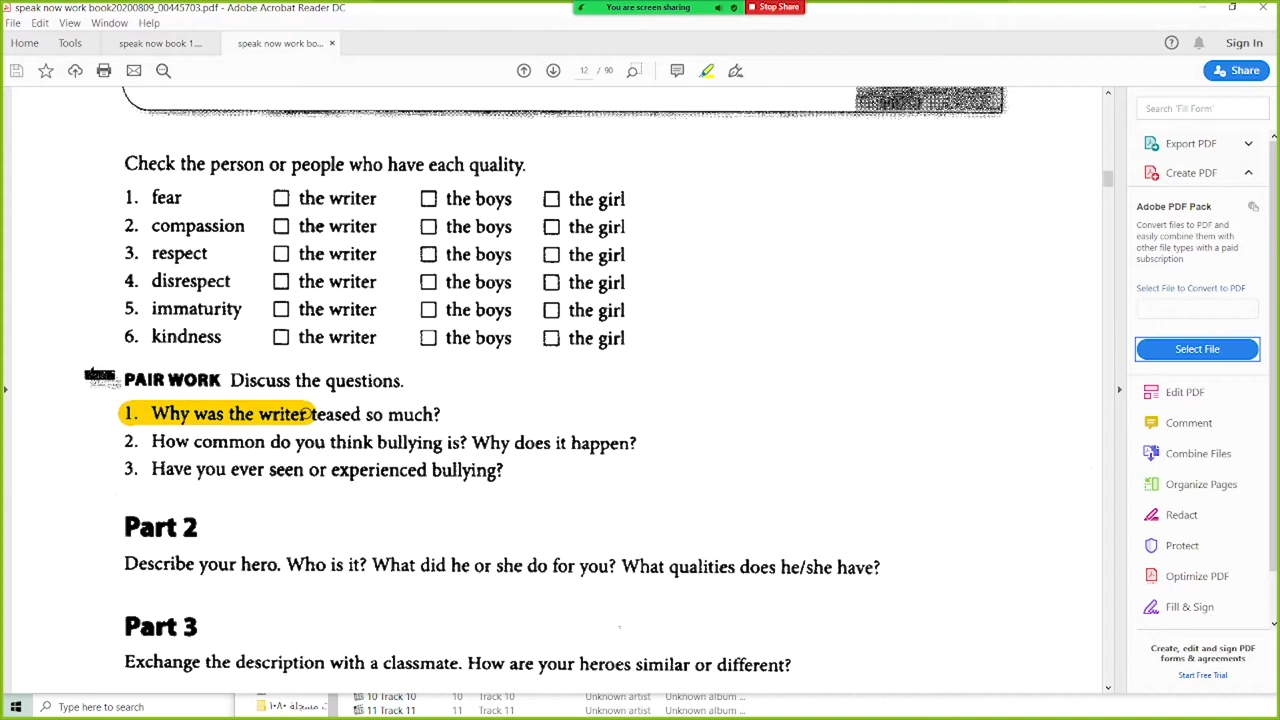 speak now work book20200809_00445703.pdf - Adobe Acrobat Reader DC
You are screen sharing
Stop Share
File Edit View Window Help
Home Tools speak now book 1.... speak now work bo... × Sign In
12 / 90 Share
Search 'Fill Form'
Export PDF
Create PDF
Adobe PDF Pack
Convert files to PDF and
easily combine them with
other file types with a paid
subscription
Select File to Convert to PDF
Select File
Edit PDF
Comment
Combine Files
Organize Pages
Redact
Protect
Optimize PDF
Fill & Sign
Create, edit and sign PDF
forms & agreements
Start Free Trial
Check the person or people who have each quality.
1. fear the writer the boys the girl
2. compassion the writer the boys the girl
3. respect the writer the boys the girl
4. disrespect the writer the boys the girl
5. immaturity the writer the boys the girl
6. kindness the writer the boys the girl
PAIR WORK Discuss the questions.
1. Why was the writer teased so much?
2. How common do you think bullying is? Why does it happen?
3. Have you ever seen or experienced bullying?
Part 2
Describe your hero. Who is it? What did he or she do for you? What qualities does he/she have?
Part 3
Exchange the description with a classmate. How are your heroes similar or different?
10 Track 10 10 Track 10 Unknown artist Unknown album ...
11 Track 11 11 Track 11 Unknown artist Unknown album ...
Type here to search